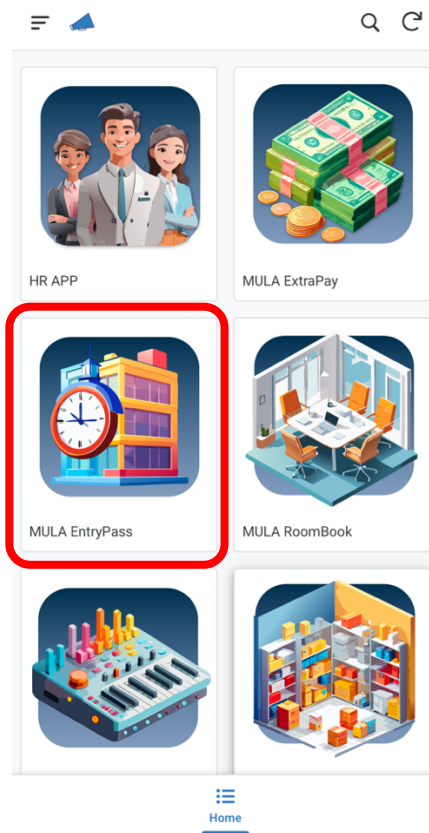 HR APP
MULA ExtraPay
MULA EntryPass
MULA RoomBook
Home